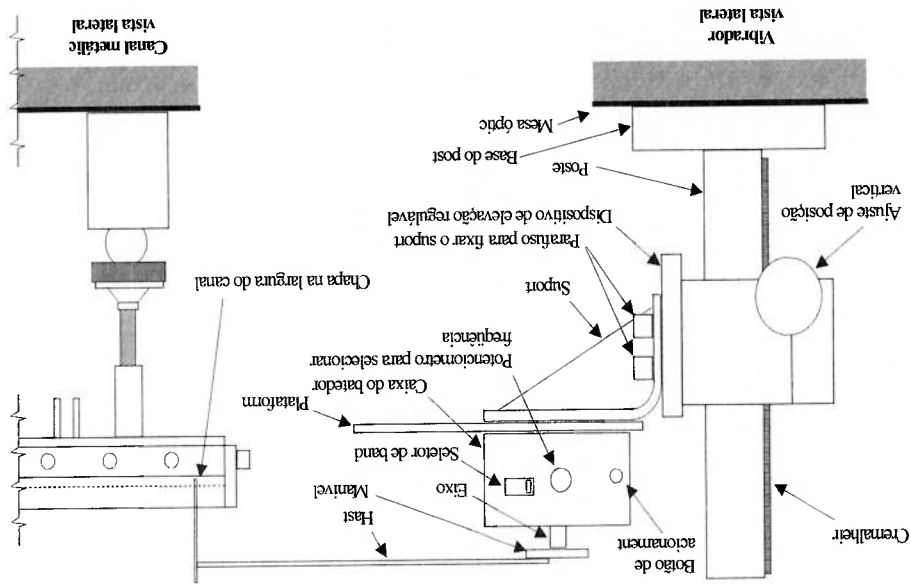 Cremalheir
Botão de
acionament
Eixo
Manivel
Hast
Seletor de band
Plataform
Caixa do batedor
Potenciometro para selecionar
freqüência
Suport
Chapa na largura do canal
Parafuso para fixar o suport
Dispositivo de elevação regulável
Ajuste de posição
vertical
Poste
Base do post
Mesa óptic
Vibrador
vista lateral
Canal metálic
vista lateral